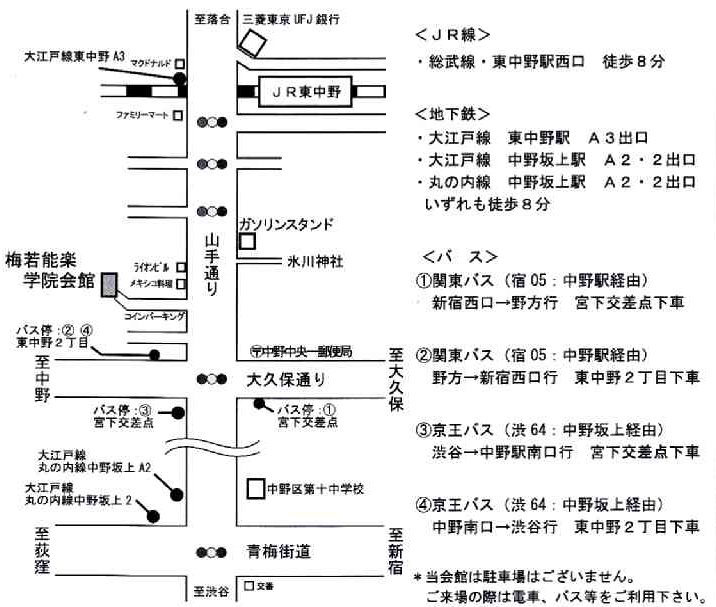 至落合
三菱東京UFJ銀行
大江戸線東中野A3
マクドナルド
JR東中野
ファミリーマート
ガソリンスタンド
山手通り
氷川神社
梅若能楽
学院会館
ライオンビル
メキシコ料理
コインパーキング
バス停:② ④
東中野2丁目
〒中野中央一郵便局
至中野
大久保通り
至大久保
バス停:③
宮下交差点
バス停:①
宮下交差点
大江戸線
丸の内線中野坂上A2
大江戸線
丸の内線中野坂上2
中野区第十中学校
至荻窪
青梅街道
至新宿
至渋谷
交番
<JR線>
・総武線・東中野駅西口 徒歩8分
<地下鉄>
・大江戸線 東中野駅 A3出口
・大江戸線 中野坂上駅 A2・2出口
・丸の内線 中野坂上駅 A2・2出口
いずれも徒歩8分
<バ ス>
①関東バス(宿05:中野駅経由)
新宿西口→野方行 宮下交差点下車
②関東バス(宿05:中野駅経由)
野方→新宿西口行 東中野2丁目下車
③京王バス(渋64:中野坂上経由)
渋谷→中野駅南口行 宮下交差点下車
④京王バス(渋64:中野坂上経由)
中野南口→渋谷行 東中野2丁目下車
*当会館は駐車場はございません。
ご来場の際は電車、バス等をご利用下さい。